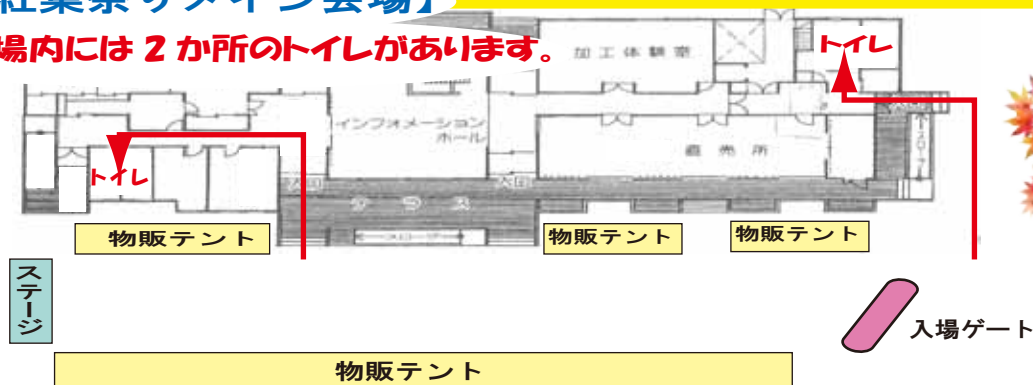 紅葉祭りメイン会場】
場内には2か所のトイレがあります。
加工体験室
トイレ
インフォメーション
ホール
直売所
トイレ
入口
入口
テラス
スロープ
物販テント
物販テント
物販テント
ステージ
入場ゲート
物販テント